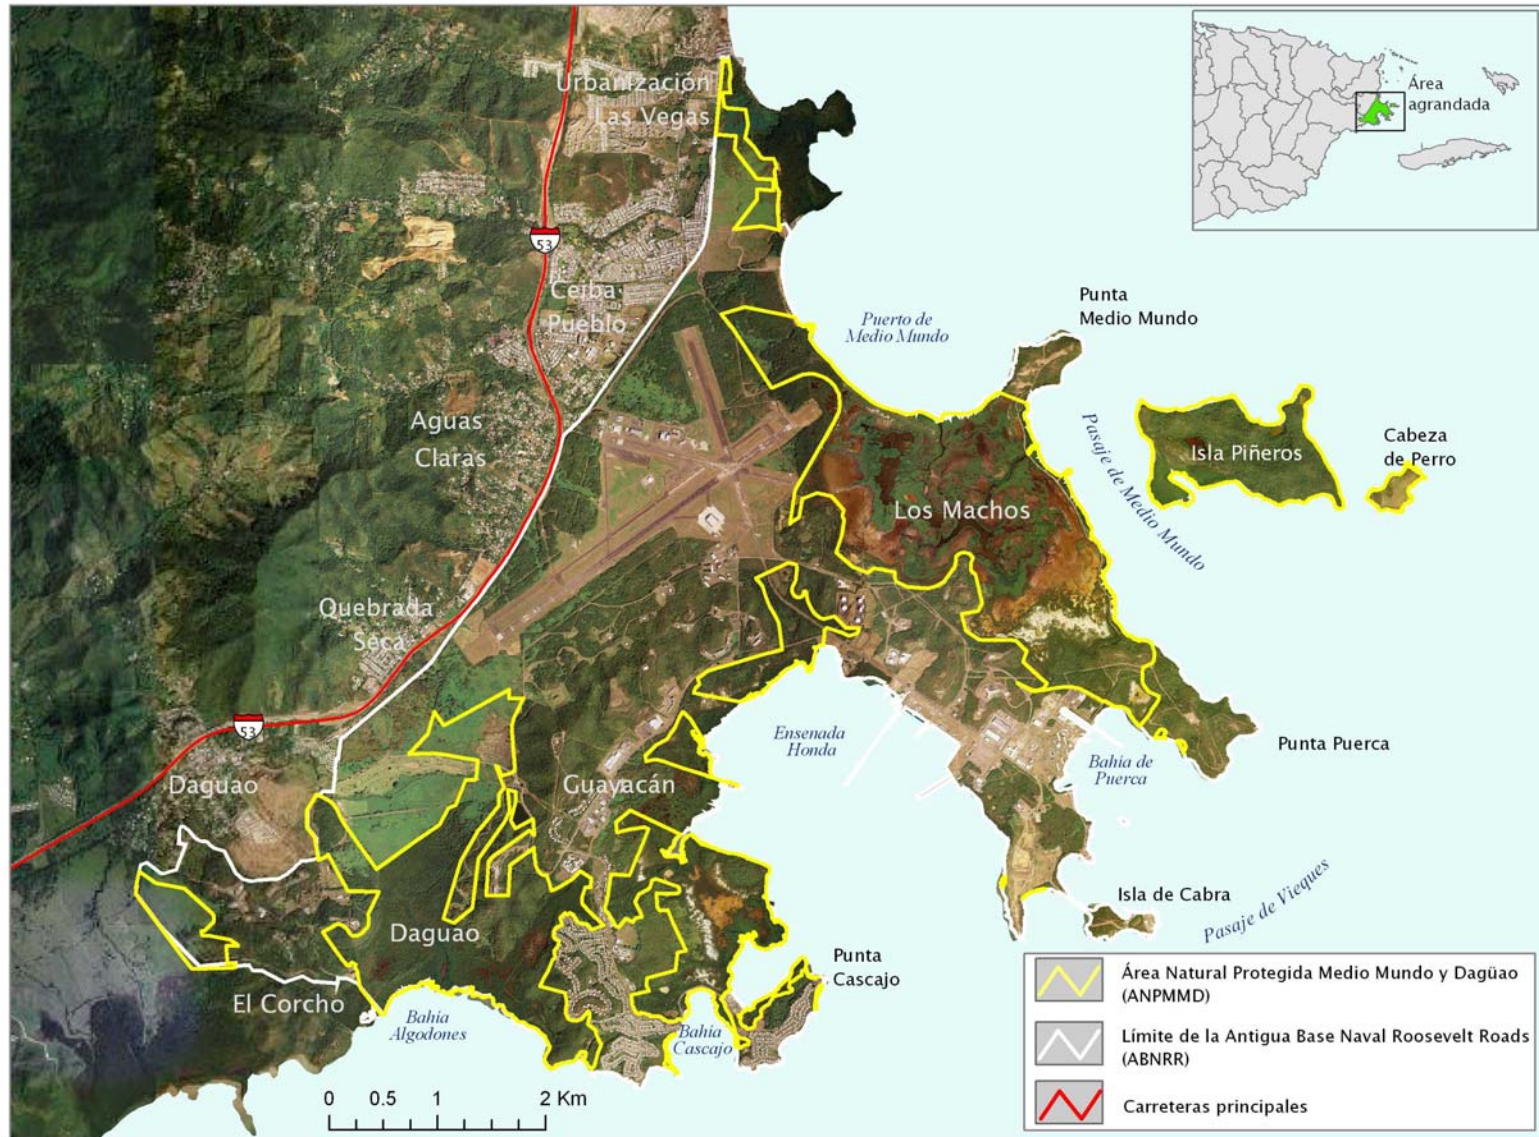 Urbanización
Las Vegas
Área
agrandada
53
Ceiba
Pueblo
Puerto de
Medio Mundo
Punta
Medio Mundo
Aguas
Claras
Pasaje de Medio Mundo
Isla Piñeros
Cabeza
de Perro
Los Machos
Quebrada
Seca
53
Daguao
Guayacán
Ensenada
Honda
Bahía de
Puerca
Punta Puerca
Isla de Cabra
Pasaje de Vieques
Daguao
El Corcho
Bahía
Algodones
Bahía
Cascajo
Punta
Cascajo
0 0.5 1 2 Km
Área Natural Protegida Medio Mundo y Dagüao
(ANPMMD)
Límite de la Antigua Base Naval Roosevelt Roads
(ABNRR)
Carreteras principales